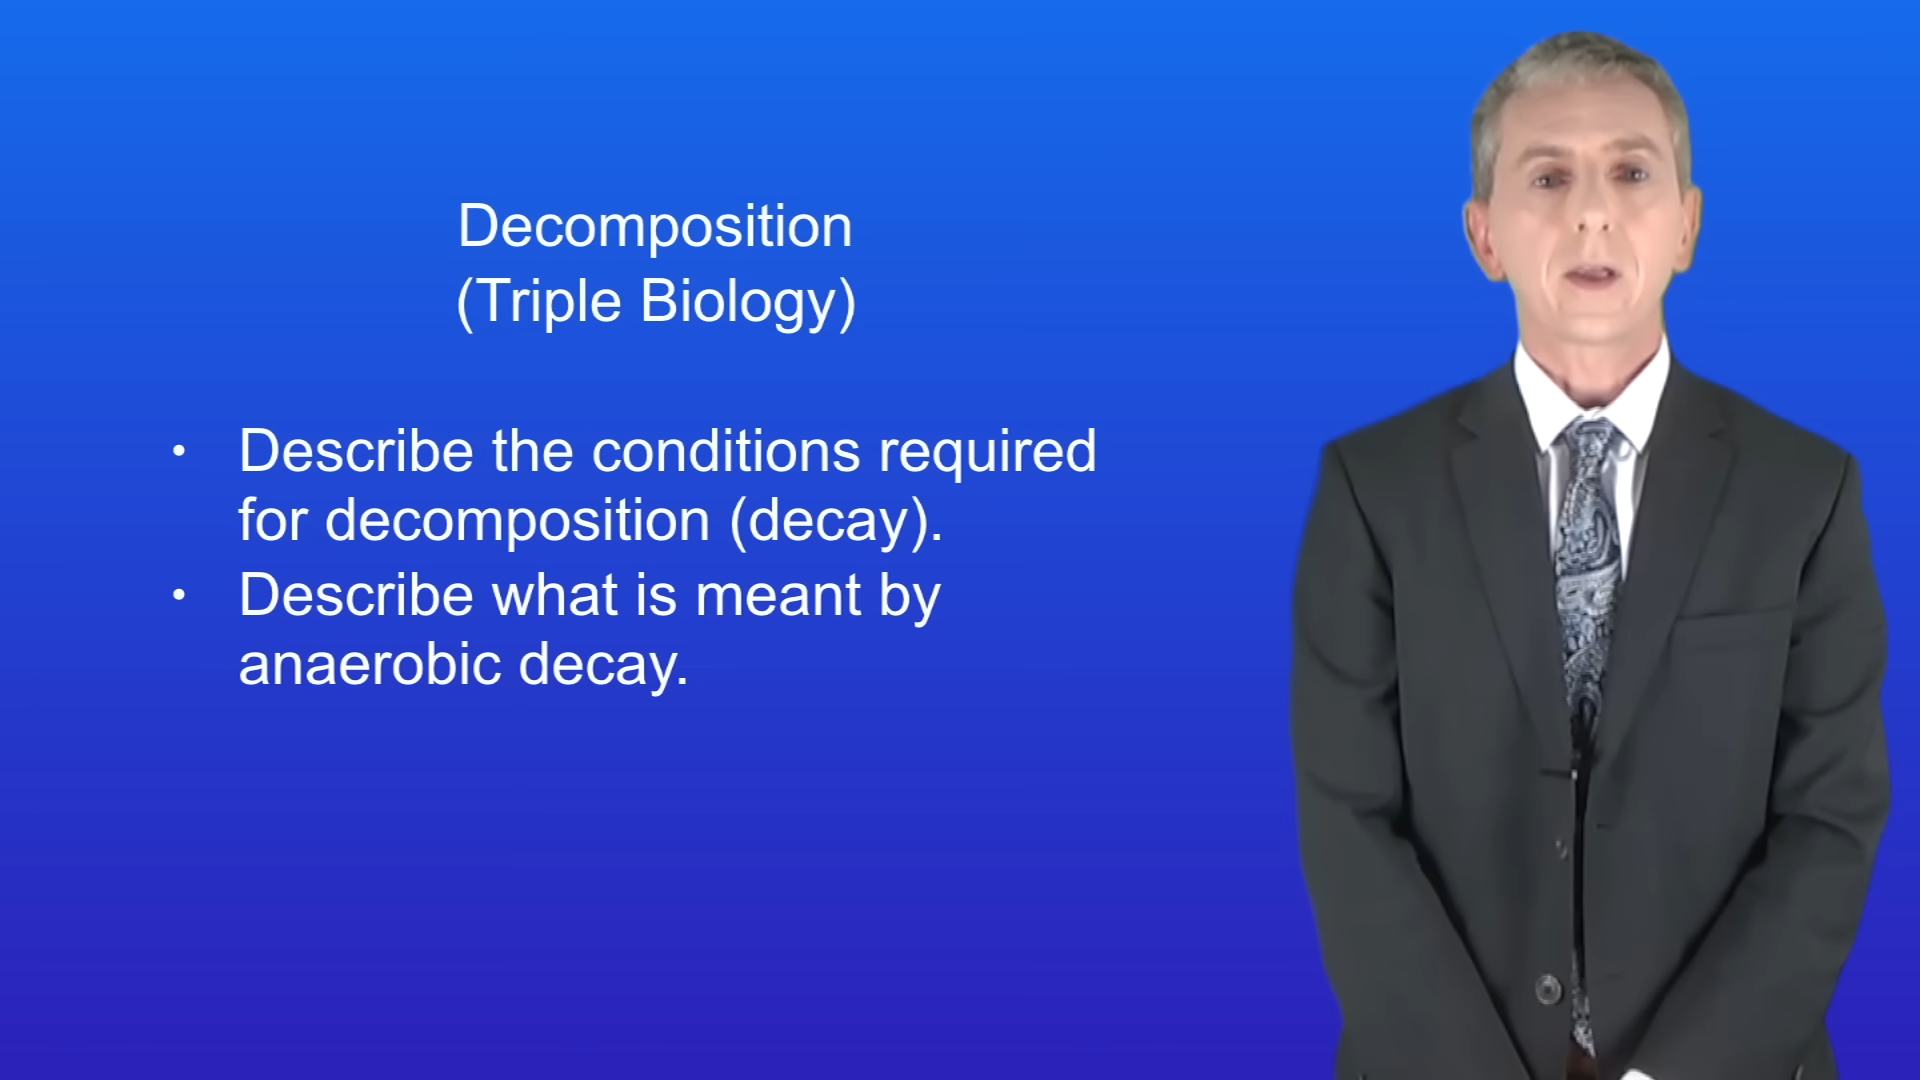 Decomposition
(Triple Biology)
• Describe the conditions required
for decomposition (decay).
• Describe what is meant by
anaerobic decay.